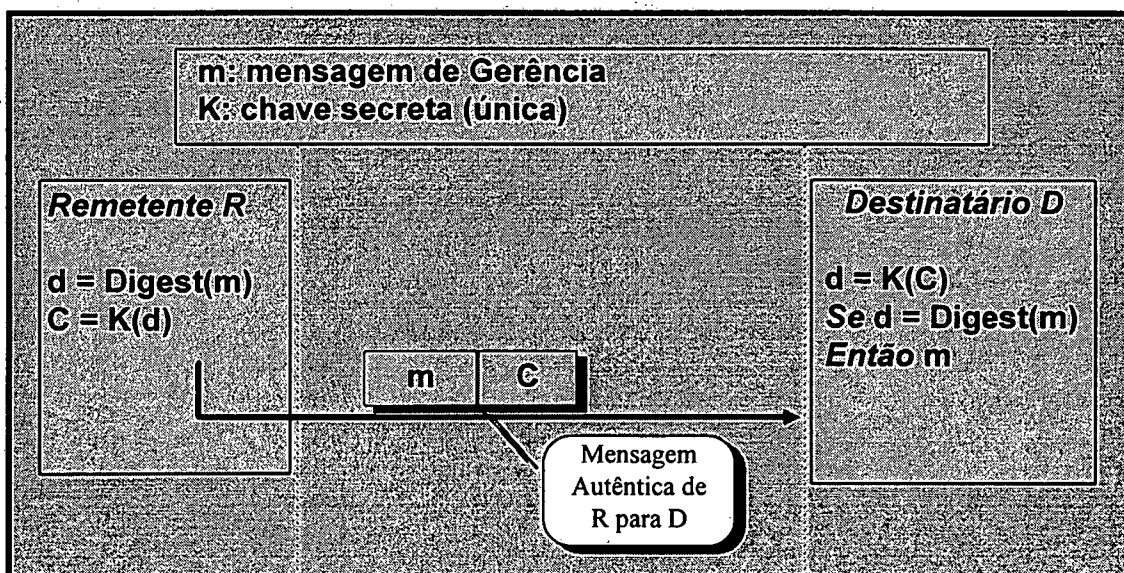 m: mensagem de Gerência
K: chave secreta (única)
Remetente R
d = Digest(m)
C = K(d)
m C
Mensagem
Autêntica de
R para D
Destinatário D
d = K(C)
Se d = Digest(m)
Então m